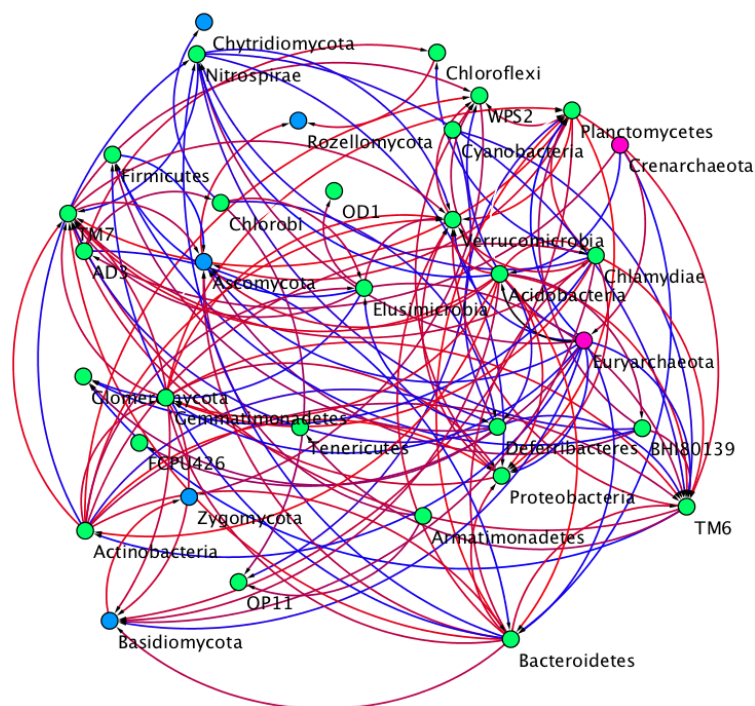 Chytridiomycota
Nitrospirae
Chloroflexi
WPS2
Planctomycetes
Rozellomycota
Cyanobacteria
Crenarchaeota
Firmicutes
OD1
Chlorobi
TM7
Verrucomicrobia
AD3
Ascomycota
Chlamydiae
Acidobacteria
Elusimicrobia
Euryarchaeota
Glomeromycota
Gemmatimonadetes
Tenericutes
Deferribacteres
BHI80139
FCPU426
Proteobacteria
Zygomycota
TM6
Armatimonadetes
Actinobacteria
OP11
Basidiomycota
Bacteroidetes